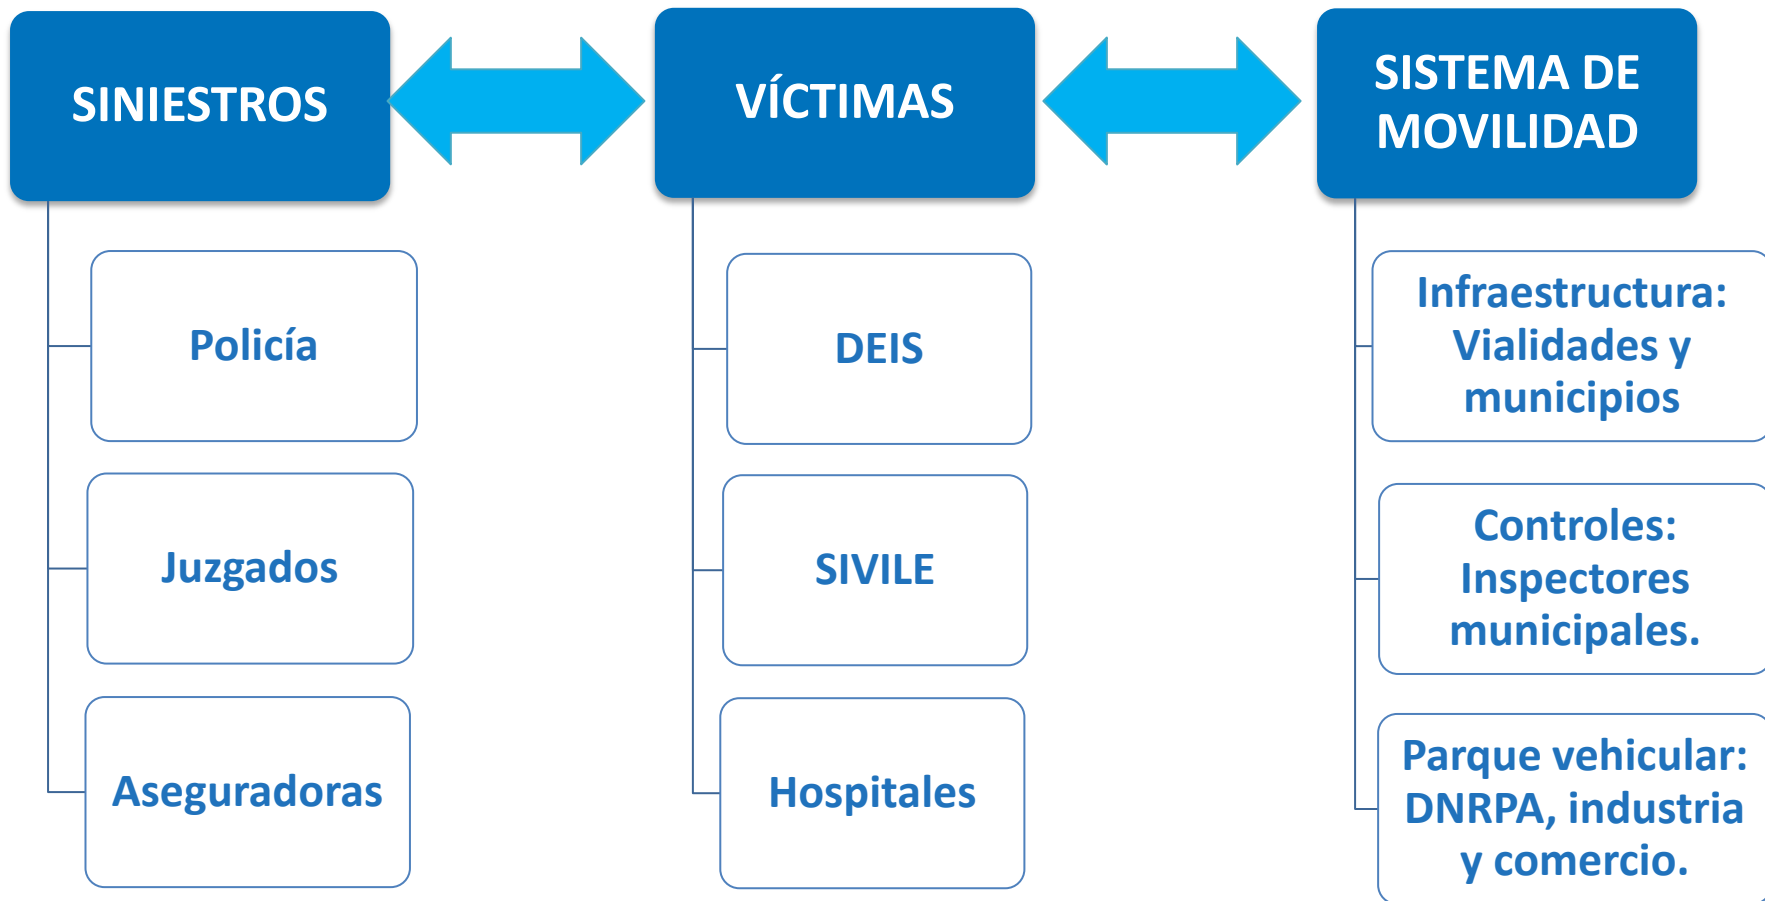 SINIESTROS
Policía
Juzgados
Aseguradoras
VÍCTIMAS
DEIS
SIVILE
Hospitales
SISTEMA DE
MOVILIDAD
Infraestructura:
Vialidades y
municipios
Controles:
Inspectores
municipales.
Parque vehicular:
DNRPA, industria
y comercio.